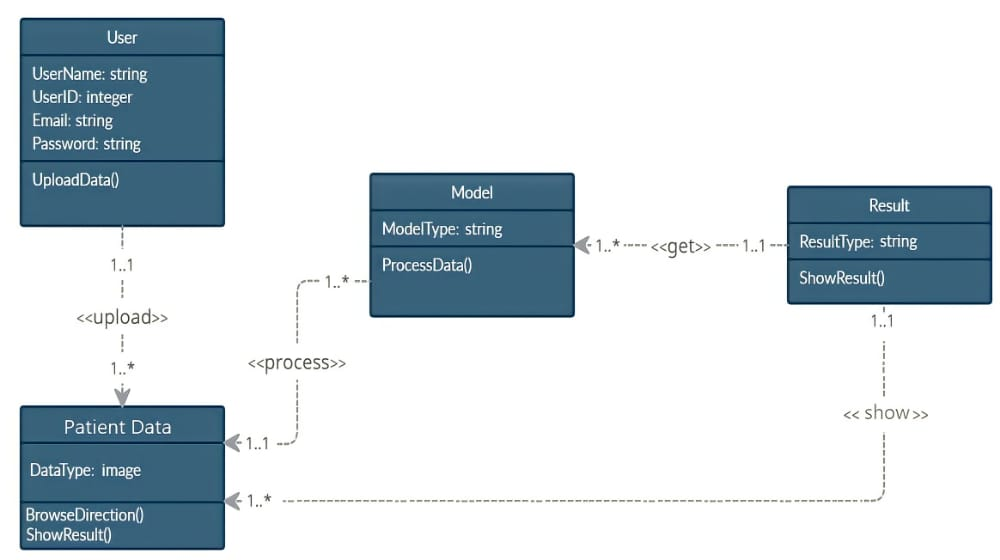 User
UserName: string
UserID: integer
Email: string
Password: string
UploadData()
1..1
<<upload>>
1..*
Patient Data
DataType: image
BrowseDirection()
ShowResult()
Model
ModelType: string
ProcessData()
1..*
<<process>>
1..1
1..* <<get>> 1..1
Result
ResultType: string
ShowResult()
1..1
<< show >>
1..*